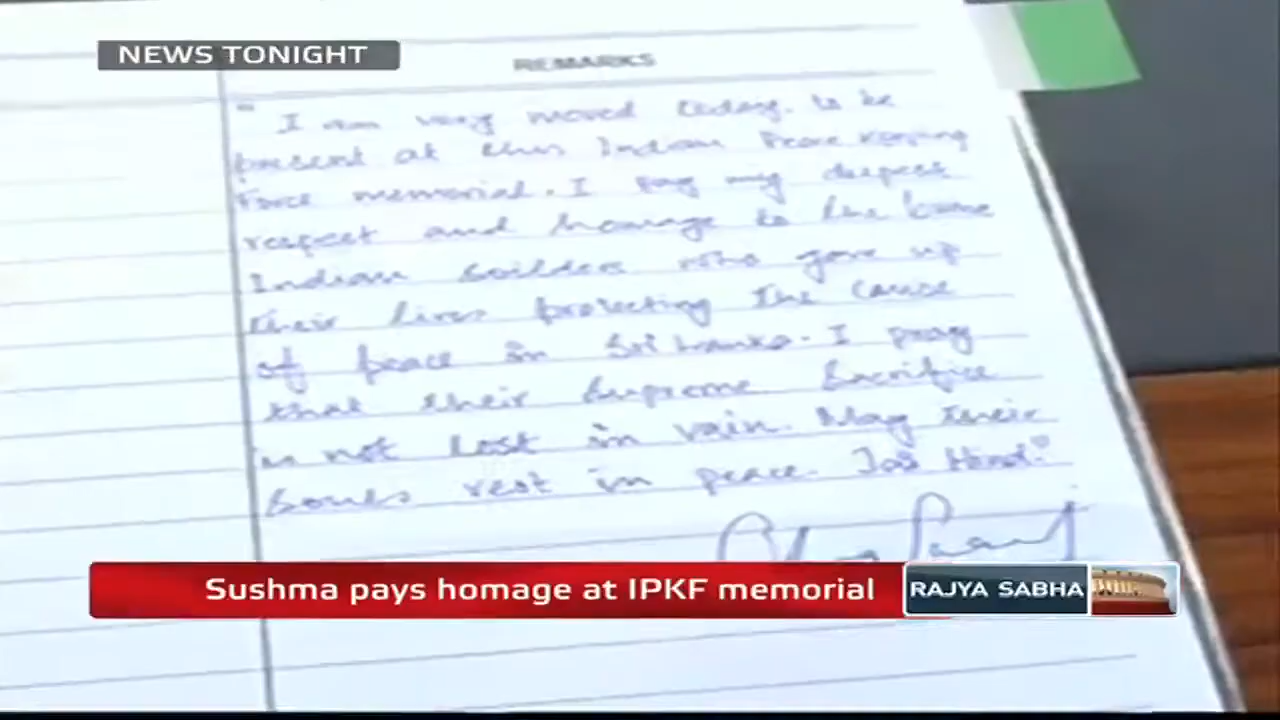 NEWS TONIGHT
REMARKS
" I am very moved today. to be
present at this Indian Peace Keeping
Force memorial. I pay my deepest
respect and homage to the brave
Indian soilders who gave up
their lives protecting the cause
of peace in Sri Lanka. I pray
that their Supreme Sacrifice
is not lost in vain. May their
souls rest in peace. Jai Hind."
Sushma pays homage at IPKF memorial
RAJYA SABHA